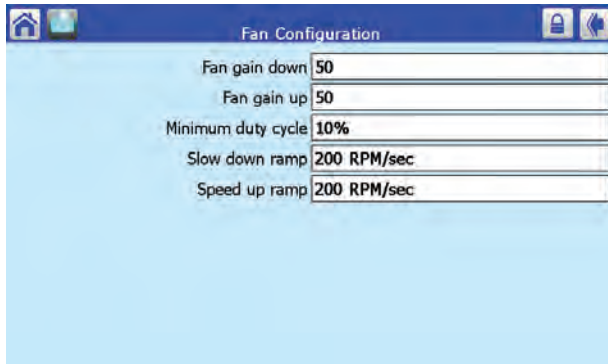 Fan Configuration
Fan gain down 50
Fan gain up 50
Minimum duty cycle 10%
Slow down ramp 200 RPM/sec
Speed up ramp 200 RPM/sec